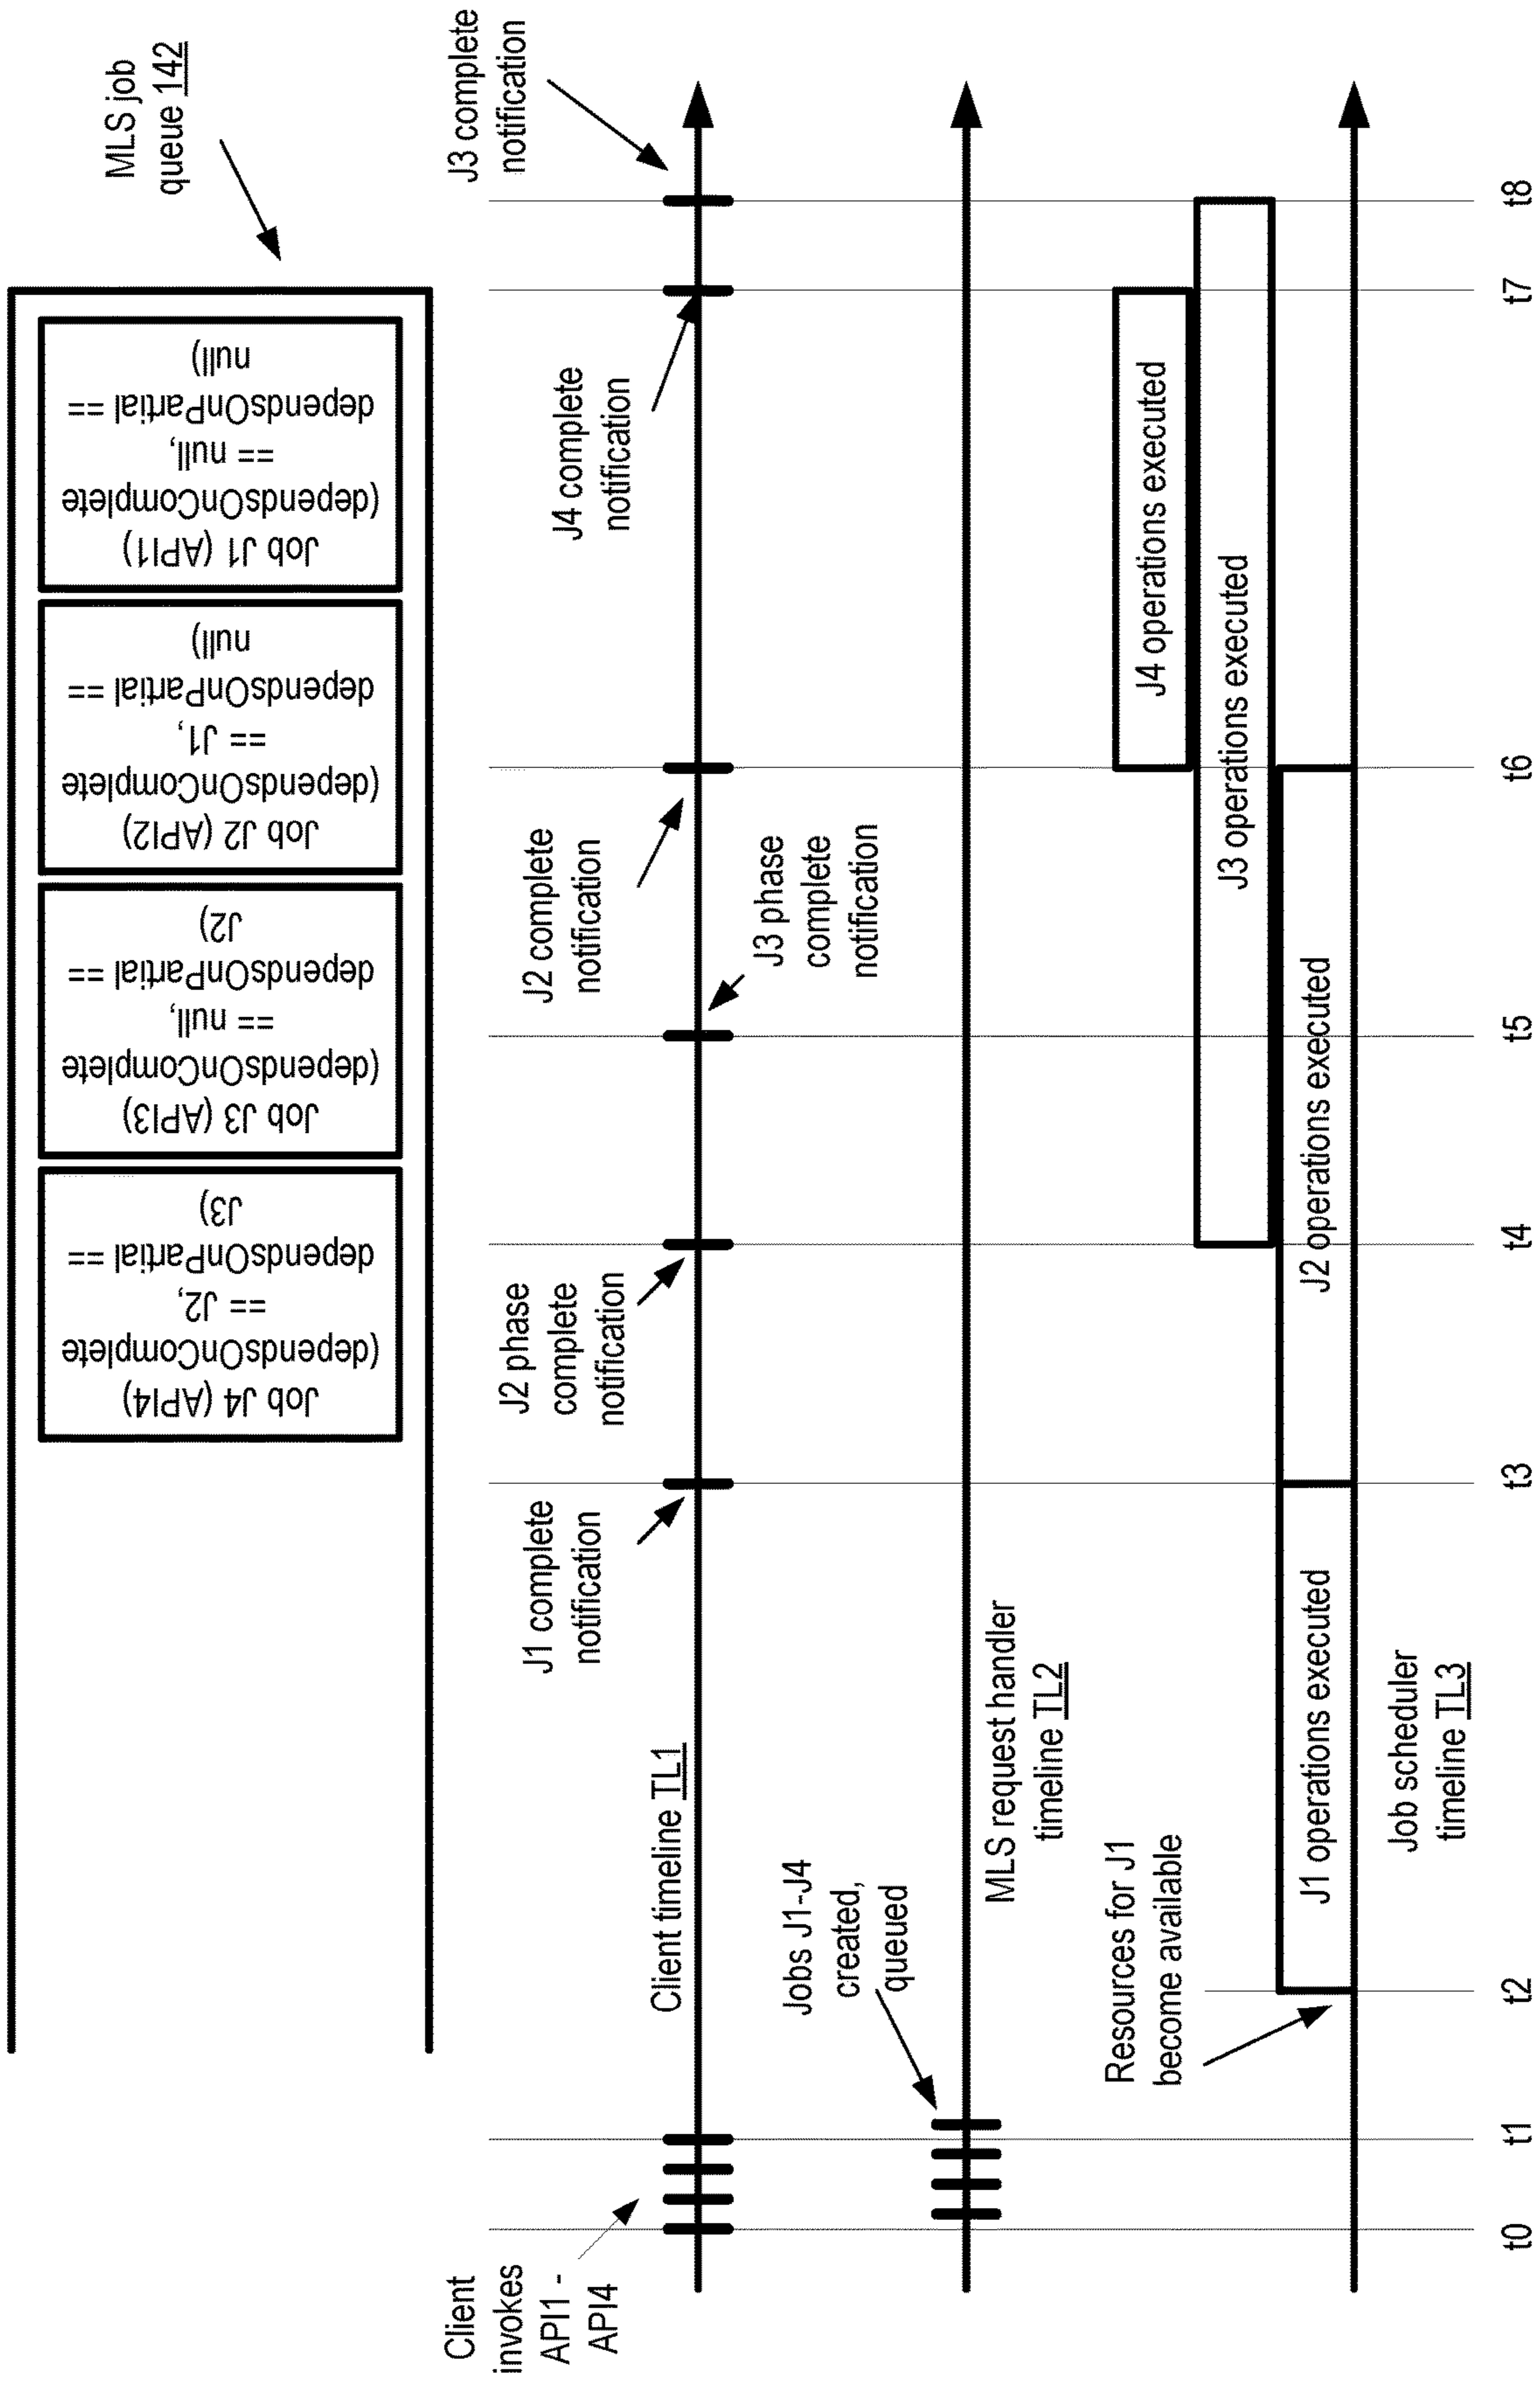 MLS job
queue 142
Job J4 (API4)
(dependsOnComplete
== J2,
dependsOnPartial ==
J3)
Job J3 (API3)
(dependsOnComplete
== null,
dependsOnPartial ==
J2)
Job J2 (API2)
(dependsOnComplete
== J1,
dependsOnPartial ==
null)
Job J1 (API1)
(dependsOnComplete
== null,
dependsOnPartial ==
null)
Client
invokes
API1 -
API4
J1 complete
notification
J2 phase
complete
notification
J2 complete
notification
J3 phase
complete
notification
J4 complete
notification
J3 complete
notification
Client timeline TL1
Jobs J1-J4
created,
queued
MLS request handler
timeline TL2
Resources for J1
become available
J4 operations executed
J3 operations executed
J1 operations executed
J2 operations executed
Job scheduler
timeline TL3
t0
t1
t2
t3
t4
t5
t6
t7
t8